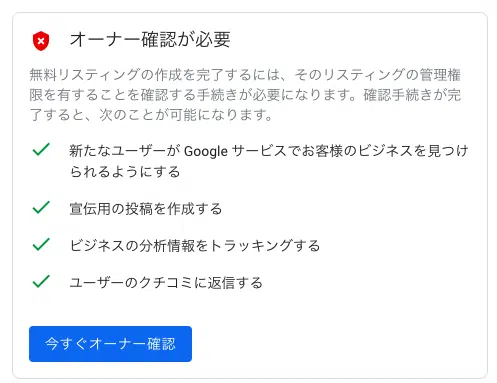 オーナー確認が必要
無料リスティングの作成を完了するには、そのリスティングの管理権
限を有することを確認する手続きが必要になります。確認手続きが完
了すると、次のことが可能になります。
新たなユーザーが Google サービスでお客様のビジネスを見つけ
られるようにする
宣伝用の投稿を作成する
ビジネスの分析情報をトラッキングする
ユーザーのクチコミに返信する
今すぐオーナー確認